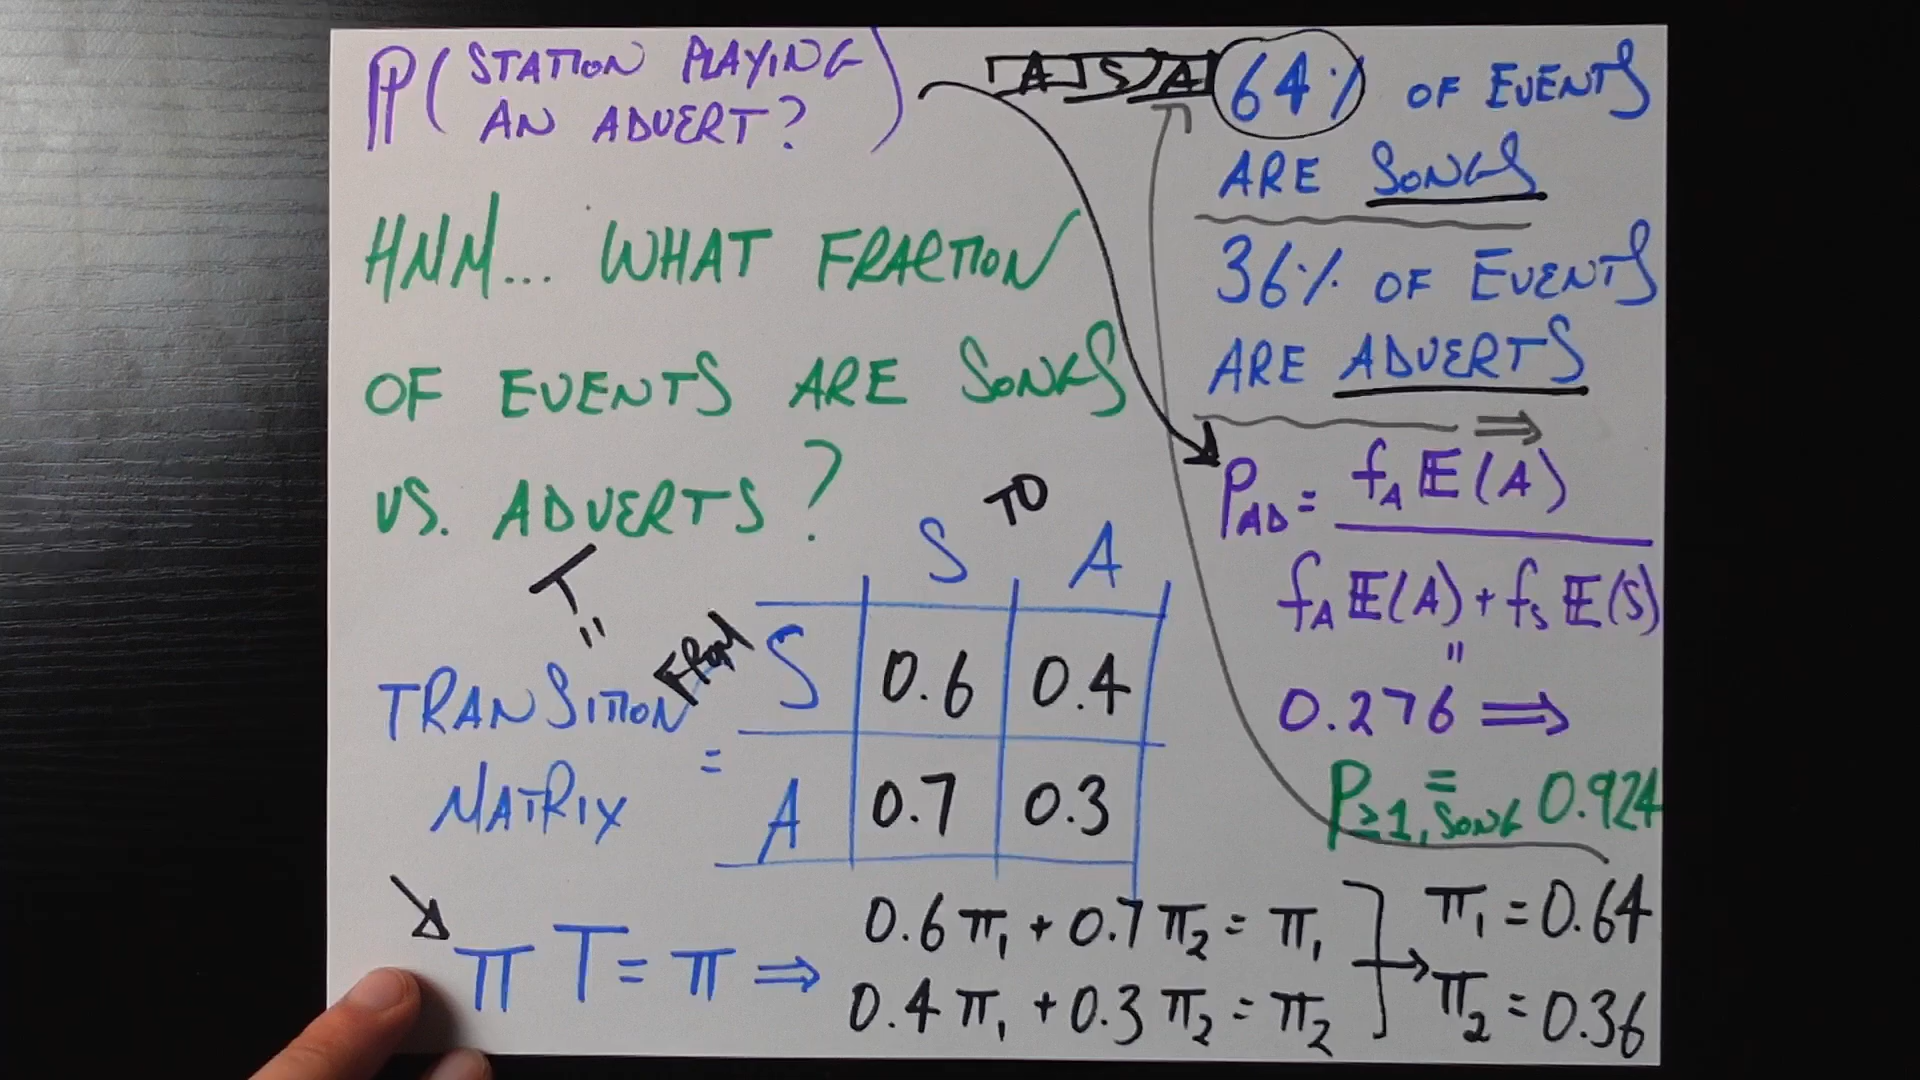 ℙ(STATION PLAYING
AN ADVERT?)
HMM... WHAT FRACTION
OF EVENTS ARE SONGS
VS. ADVERTS?
T
=
TRANSITION
MATRIX
=
FROM
TO
S A
S 0.6 0.4
A 0.7 0.3
π T = π ⇒
0.6 π₁ + 0.7 π₂ = π₁
0.4 π₁ + 0.3 π₂ = π₂
π₁ = 0.64
π₂ = 0.36
A S A
64% OF EVENTS
ARE SONGS
36% OF EVENTS
ARE ADVERTS
⇒
P_AD = f_A 𝔼(A)
f_A 𝔼(A) + f_S 𝔼(S)
=
0.276 ⇒
P_≥1, SONG = 0.924